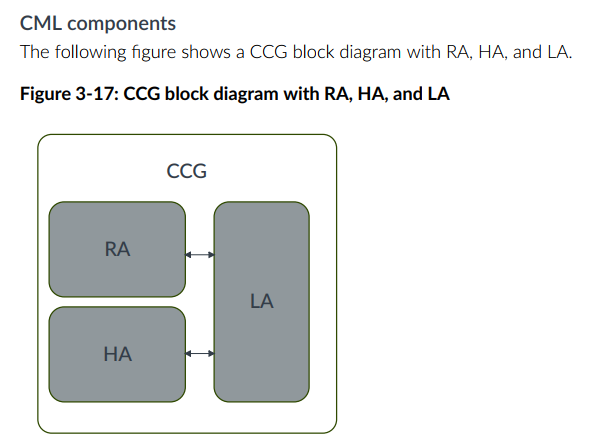 CML components
The following figure shows a CCG block diagram with RA, HA, and LA.
Figure 3-17: CCG block diagram with RA, HA, and LA
CCG
RA
LA
HA